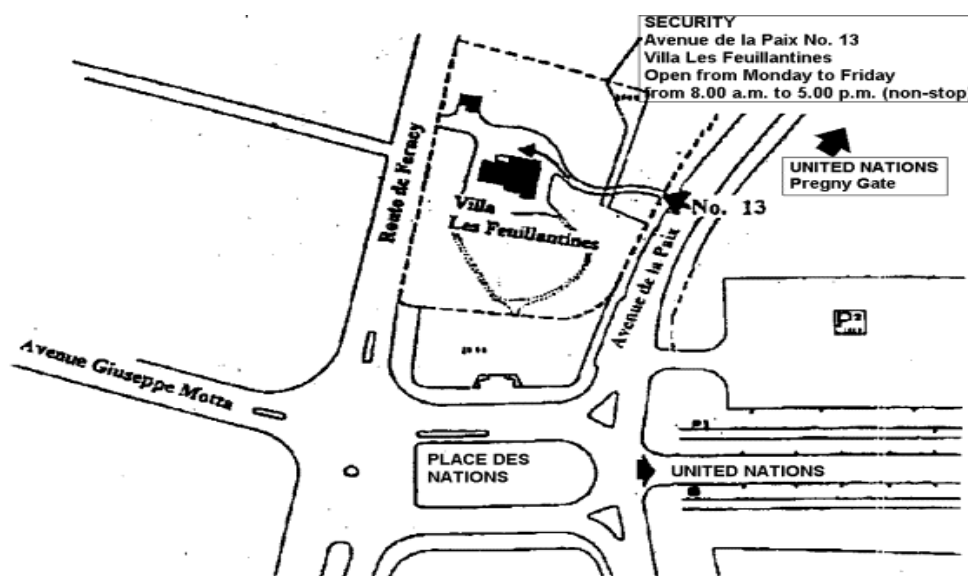 SECURITY
Avenue de la Paix No. 13
Villa Les Feuillantines
Open from Monday to Friday
from 8.00 a.m. to 5.00 p.m. (non-stop)
UNITED NATIONS
Pregny Gate
No. 13
Route de Ferney
Villa
Les Feuillantines
Avenue de la Paix
P2
Avenue Giuseppe Motta
P1
PLACE DES
NATIONS
UNITED NATIONS